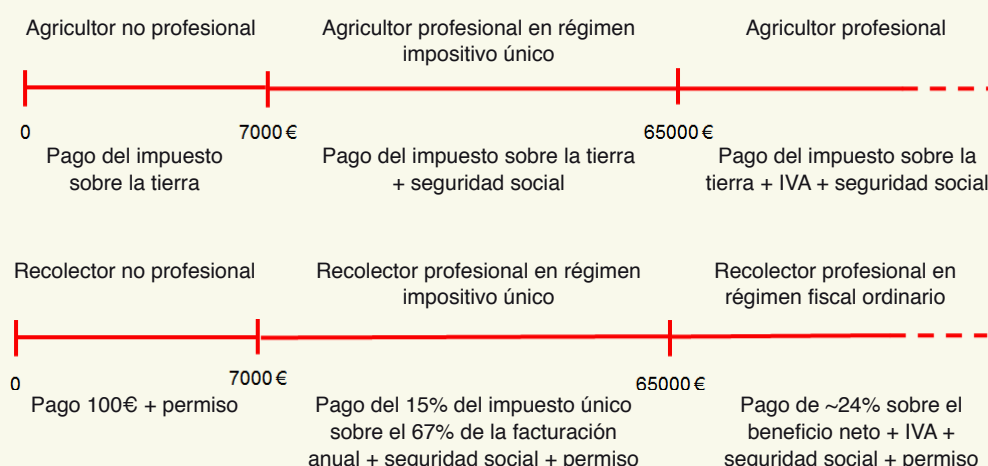 Agricultor no profesional
Agricultor profesional en régimen
impositivo único
Agricultor profesional
0
7000 €
65000 €
Pago del impuesto
sobre la tierra
Pago del impuesto sobre la tierra
+ seguridad social
Pago del impuesto sobre la
tierra + IVA + seguridad social
Recolector no profesional
Recolector profesional en régimen
impositivo único
Recolector profesional en
régimen fiscal ordinario
0
7000 €
65000 €
Pago 100€ + permiso
Pago del 15% del impuesto único
sobre el 67% de la facturación
anual + seguridad social + permiso
Pago de ~24% sobre el
beneficio neto + IVA +
seguridad social + permiso